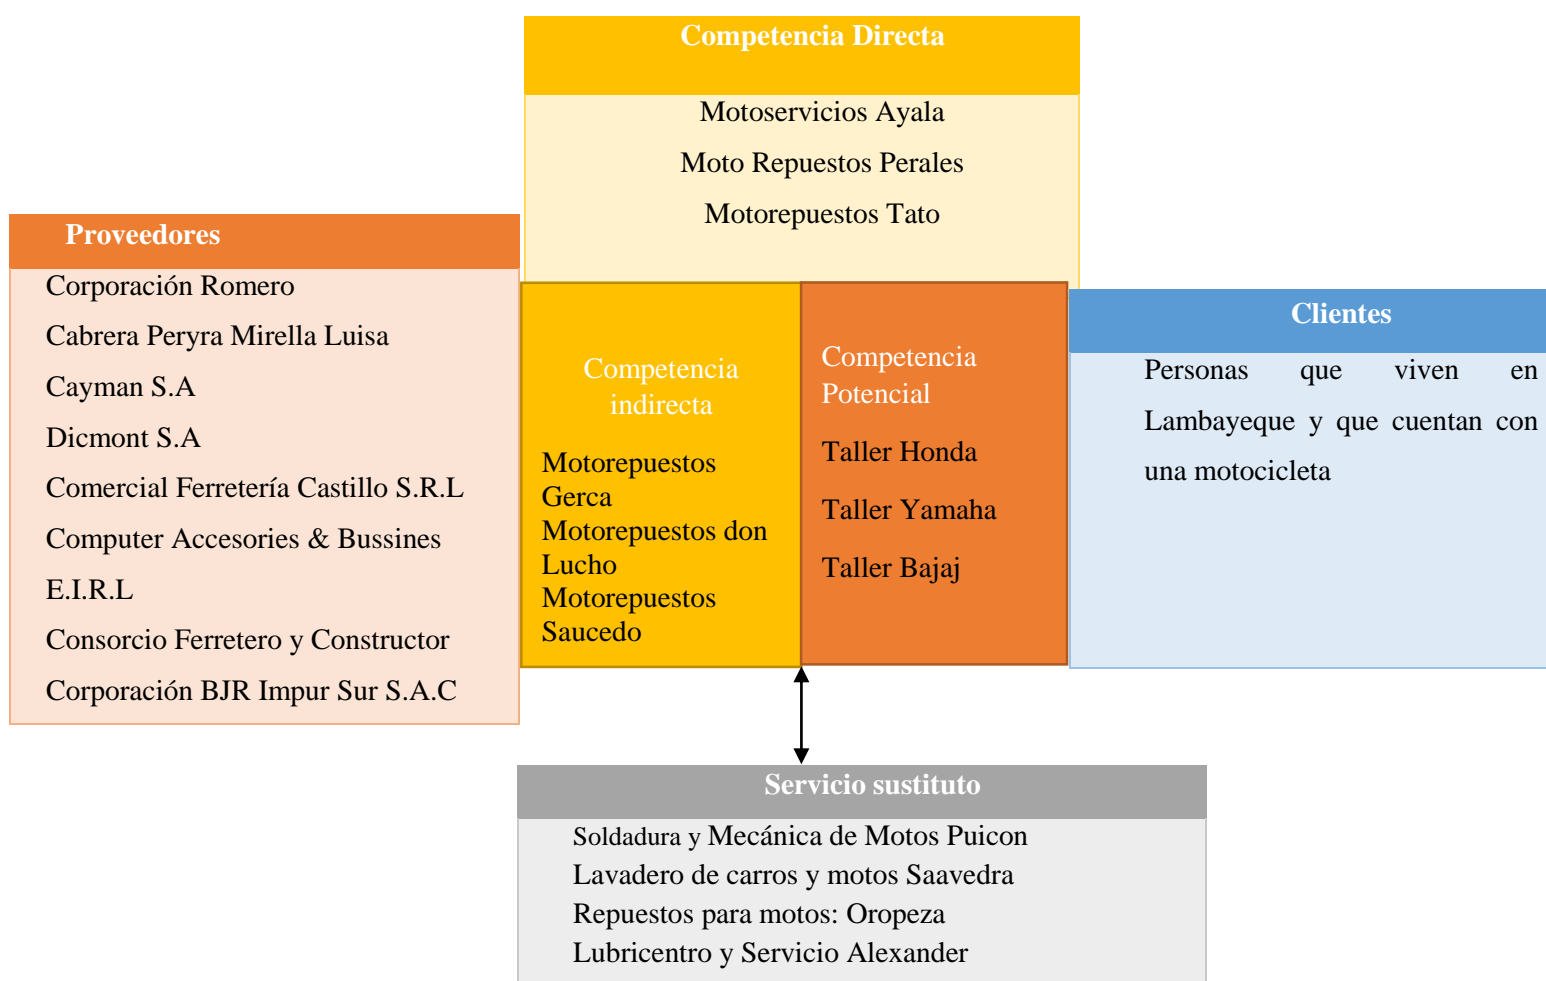 Competencia Directa
Motoservicios Ayala
Moto Repuestos Perales
Motorepuestos Tato
Proveedores
Corporación Romero
Cabrera Peryra Mirella Luisa
Cayman S.A
Dicmont S.A
Comercial Ferretería Castillo S.R.L
Computer Accesories & Bussines
E.I.R.L
Consorcio Ferretero y Constructor
Corporación BJR Impur Sur S.A.C
Competencia
indirecta
Motorepuestos
Gerca
Motorepuestos don
Lucho
Motorepuestos
Saucedo
Competencia
Potencial
Taller Honda
Taller Yamaha
Taller Bajaj
Clientes
Personas que viven en
Lambayeque y que cuentan con
una motocicleta
Servicio sustituto
Soldadura y Mecánica de Motos Puicon
Lavadero de carros y motos Saavedra
Repuestos para motos: Oropeza
Lubricentro y Servicio Alexander